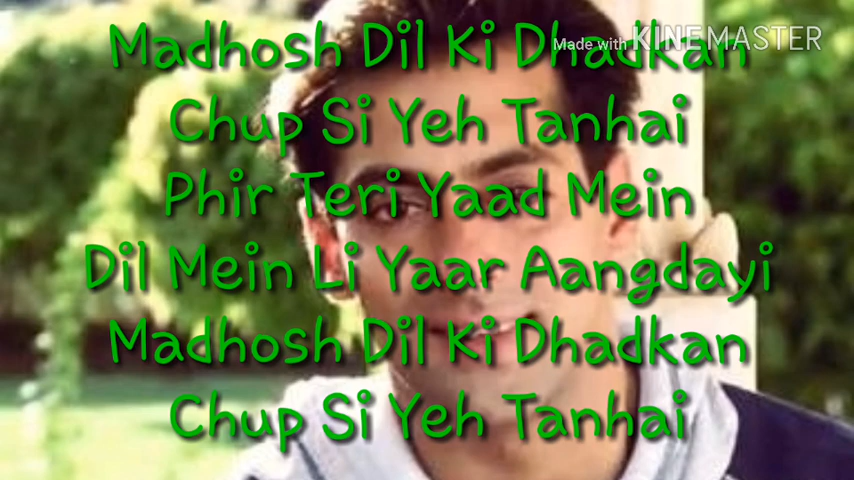 Made with KINEMASTER
Madhosh Dil Ki Dhadkan
Chup Si Yeh Tanhai
Phir Teri Yaad Mein
Dil Mein Li Yaar Aangdayi
Madhosh Dil Ki Dhadkan
Chup Si Yeh Tanhai